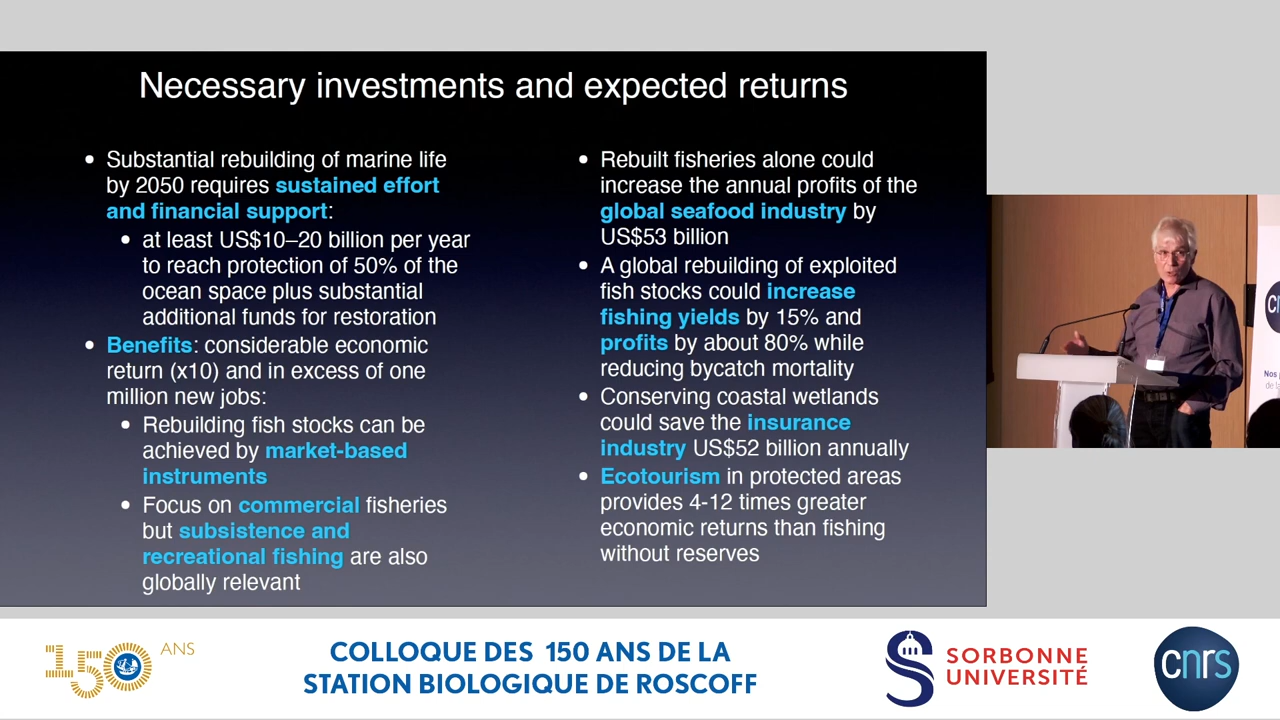 Necessary investments and expected returns
• Substantial rebuilding of marine life
by 2050 requires sustained effort
and financial support:
• at least US$10–20 billion per year
to reach protection of 50% of the
ocean space plus substantial
additional funds for restoration
• Benefits: considerable economic
return (x10) and in excess of one
million new jobs:
• Rebuilding fish stocks can be
achieved by market-based
instruments
• Focus on commercial fisheries
but subsistence and
recreational fishing are also
globally relevant
• Rebuilt fisheries alone could
increase the annual profits of the
global seafood industry by
US$53 billion
• A global rebuilding of exploited
fish stocks could increase
fishing yields by 15% and
profits by about 80% while
reducing bycatch mortality
• Conserving coastal wetlands
could save the insurance
industry US$52 billion annually
• Ecotourism in protected areas
provides 4-12 times greater
economic returns than fishing
without reserves
Nos
de la
150 ANS
COLLOQUE DES 150 ANS DE LA
STATION BIOLOGIQUE DE ROSCOFF
SORBONNE
UNIVERSITÉ
cnrs